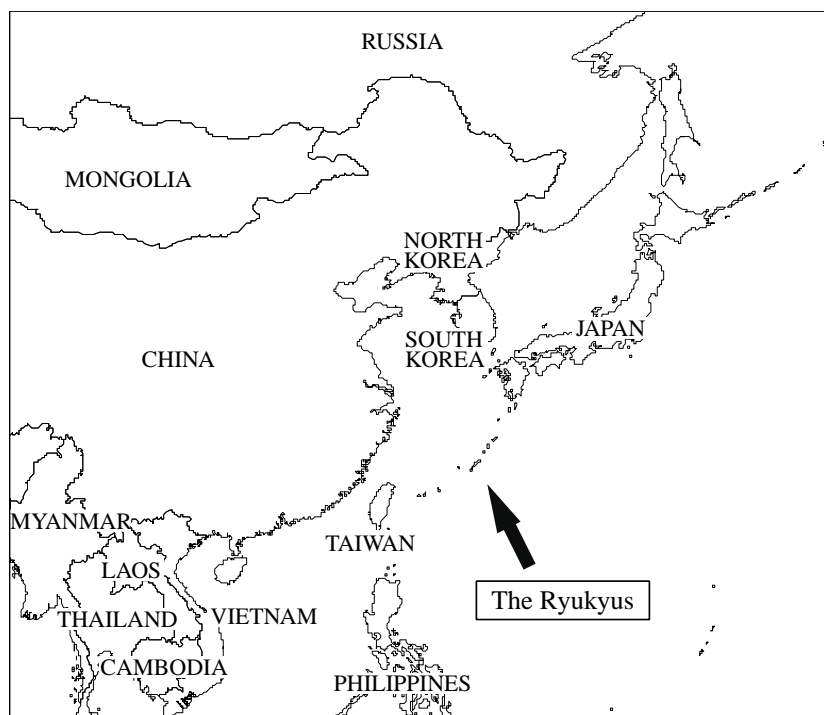 RUSSIA
MONGOLIA
NORTH
KOREA
JAPAN
SOUTH
KOREA
CHINA
MYANMAR
TAIWAN
LAOS
The Ryukyus
THAILAND
VIETNAM
CAMBODIA
PHILIPPINES